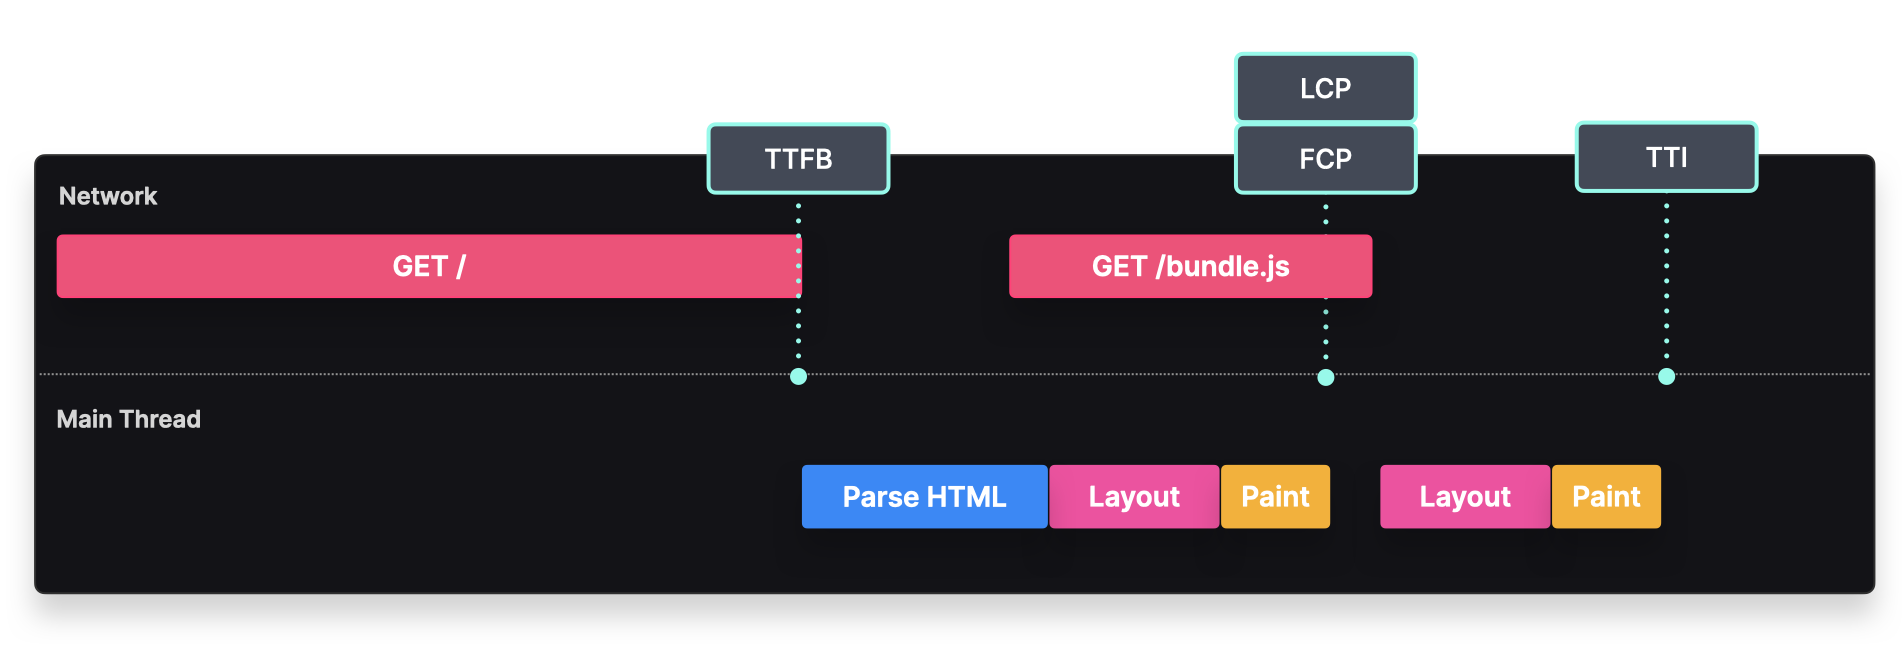 LCP
TTFB
FCP
TTI
Network
GET /
GET /bundle.js
Main Thread
Parse HTML
Layout
Paint
Layout
Paint